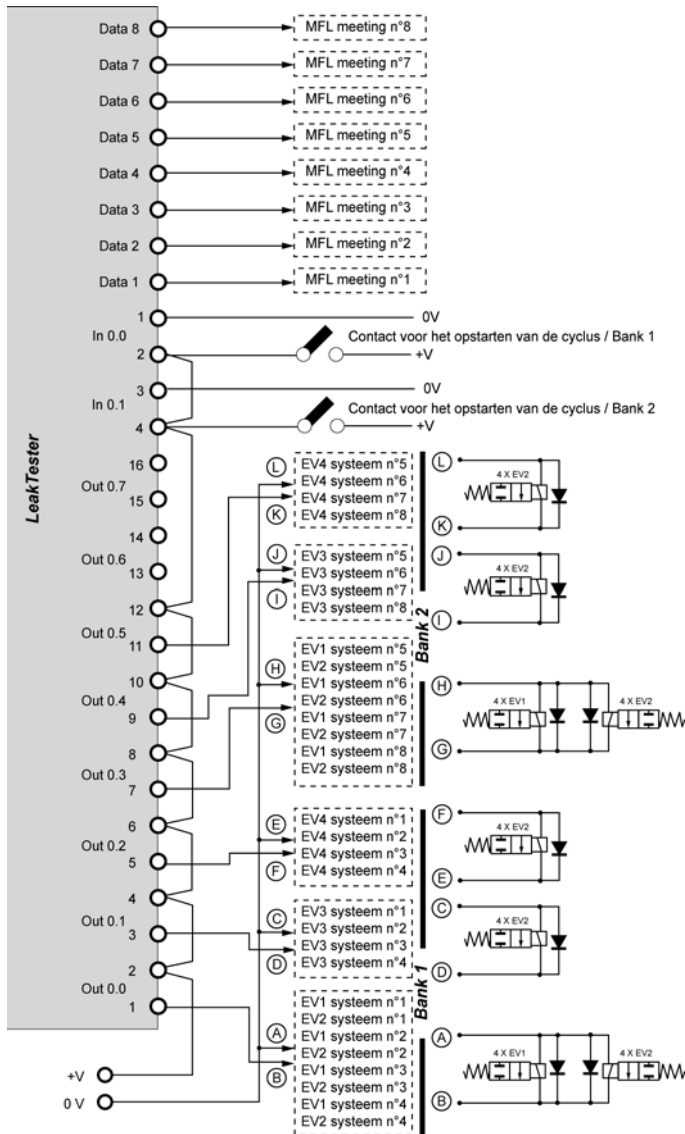 Data 8
MFL meeting n°8
Data 7
MFL meeting n°7
Data 6
MFL meeting n°6
Data 5
MFL meeting n°5
Data 4
MFL meeting n°4
Data 3
MFL meeting n°3
Data 2
MFL meeting n°2
Data 1
MFL meeting n°1
1
0V
In 0.0
Contact voor het opstarten van de cyclus / Bank 1
2
+V
3
0V
In 0.1
Contact voor het opstarten van de cyclus / Bank 2
4
+V
LeakTester
16
Out 0.7
15
14
Out 0.6
13
12
Out 0.5
11
10
Out 0.4
9
8
Out 0.3
7
6
Out 0.2
5
4
Out 0.1
3
2
Out 0.0
1
+V
0 V
L
K
EV4 systeem n°5
EV4 systeem n°6
EV4 systeem n°7
EV4 systeem n°8
L
4 X EV2
K
J
I
EV3 systeem n°5
EV3 systeem n°6
EV3 systeem n°7
EV3 systeem n°8
J
4 X EV2
I
Bank 2
H
G
EV1 systeem n°5
EV2 systeem n°5
EV1 systeem n°6
EV2 systeem n°6
EV1 systeem n°7
EV2 systeem n°7
EV1 systeem n°8
EV2 systeem n°8
H
4 X EV1
4 X EV2
G
E
F
EV4 systeem n°1
EV4 systeem n°2
EV4 systeem n°3
EV4 systeem n°4
F
4 X EV2
E
C
D
EV3 systeem n°1
EV3 systeem n°2
EV3 systeem n°3
EV3 systeem n°4
C
4 X EV2
D
Bank 1
A
B
EV1 systeem n°1
EV2 systeem n°1
EV1 systeem n°2
EV2 systeem n°2
EV1 systeem n°3
EV2 systeem n°3
EV1 systeem n°4
EV2 systeem n°4
A
4 X EV1
4 X EV2
B